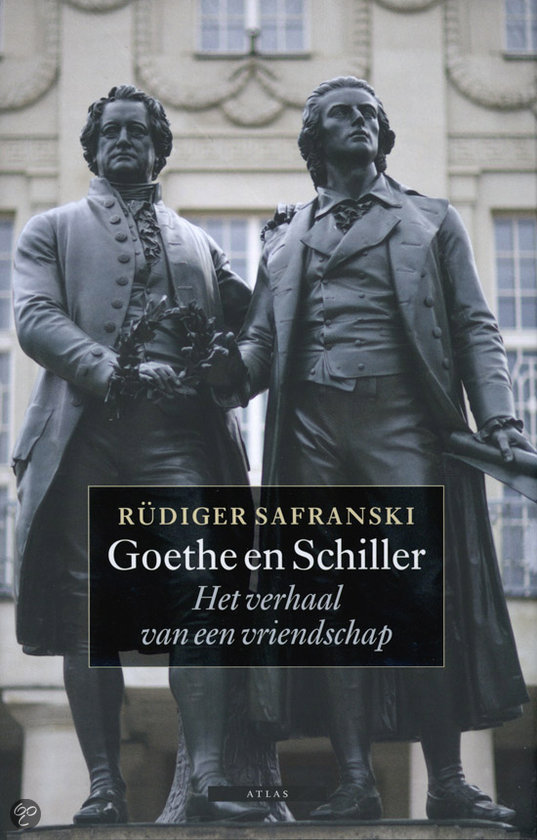 RÜDIGER SAFRANSKI
Goethe en Schiller
Het verhaal
van een vriendschap
ATLAS